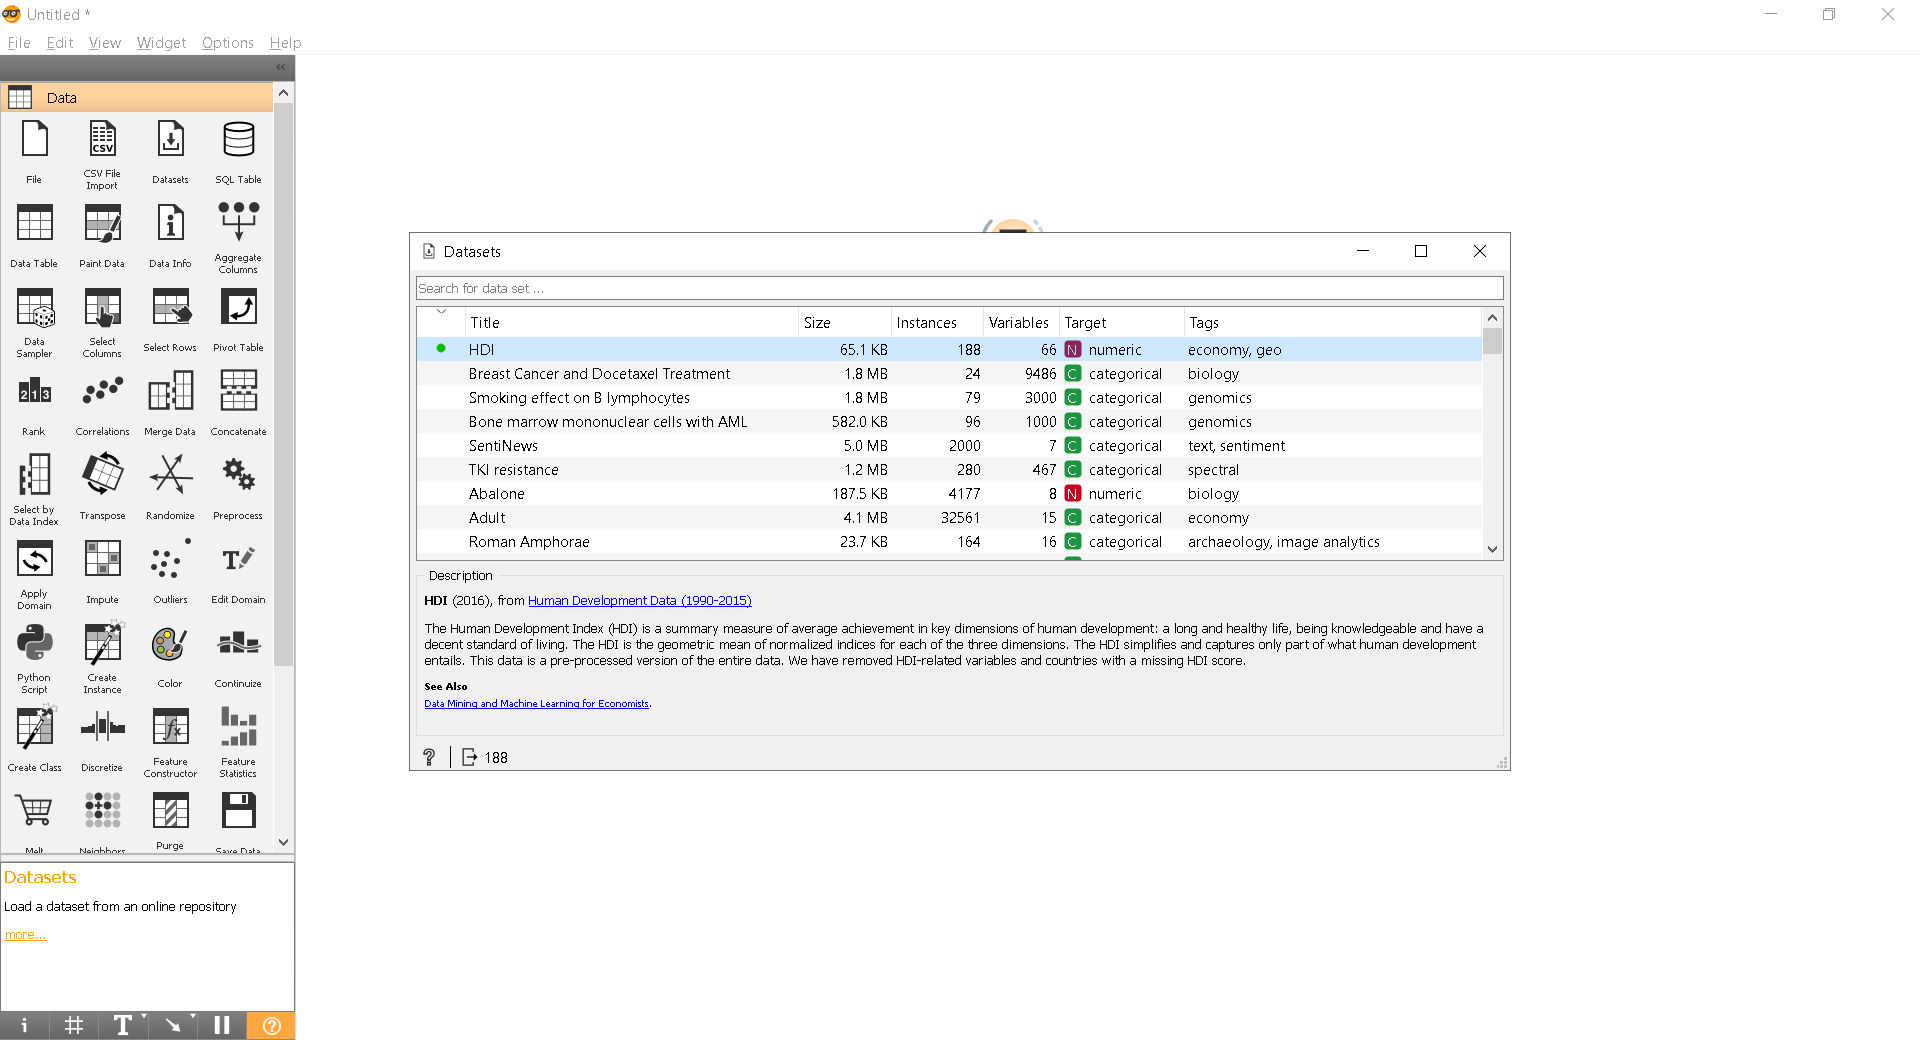 Untitled *
File Edit View Widget Options Help
Data
File
CSV File Import
Datasets
SQL Table
Data Table
Paint Data
Data Info
Aggregate Columns
Data Sampler
Select Columns
Select Rows
Pivot Table
Rank
Correlations
Merge Data
Concatenate
Select by Data Index
Transpose
Randomize
Preprocess
Apply Domain
Impute
Outliers
Edit Domain
Python Script
Create Instance
Color
Continuize
Create Class
Discretize
Feature Constructor
Feature Statistics
Melt
Neighbors
Purge
Save Data
Datasets
Load a dataset from an online repository
more...
Datasets
Search for data set ...
Title Size Instances Variables Target Tags
HDI 65.1 KB 188 66 N numeric economy, geo
Breast Cancer and Docetaxel Treatment 1.8 MB 24 9486 C categorical biology
Smoking effect on B lymphocytes 1.8 MB 79 3000 C categorical genomics
Bone marrow mononuclear cells with AML 582.0 KB 96 1000 C categorical genomics
SentiNews 5.0 MB 2000 7 C categorical text, sentiment
TKI resistance 1.2 MB 280 467 C categorical spectral
Abalone 187.5 KB 4177 8 N numeric biology
Adult 4.1 MB 32561 15 C categorical economy
Roman Amphorae 23.7 KB 164 16 C categorical archaeology, image analytics
Description
HDI (2016), from Human Development Data (1990-2015)
The Human Development Index (HDI) is a summary measure of average achievement in key dimensions of human development: a long and healthy life, being knowledgeable and have a
decent standard of living. The HDI is the geometric mean of normalized indices for each of the three dimensions. The HDI simplifies and captures only part of what human development
entails. This data is a pre-processed version of the entire data. We have removed HDI-related variables and countries with a missing HDI score.
See Also
Data Mining and Machine Learning for Economists.
? 188